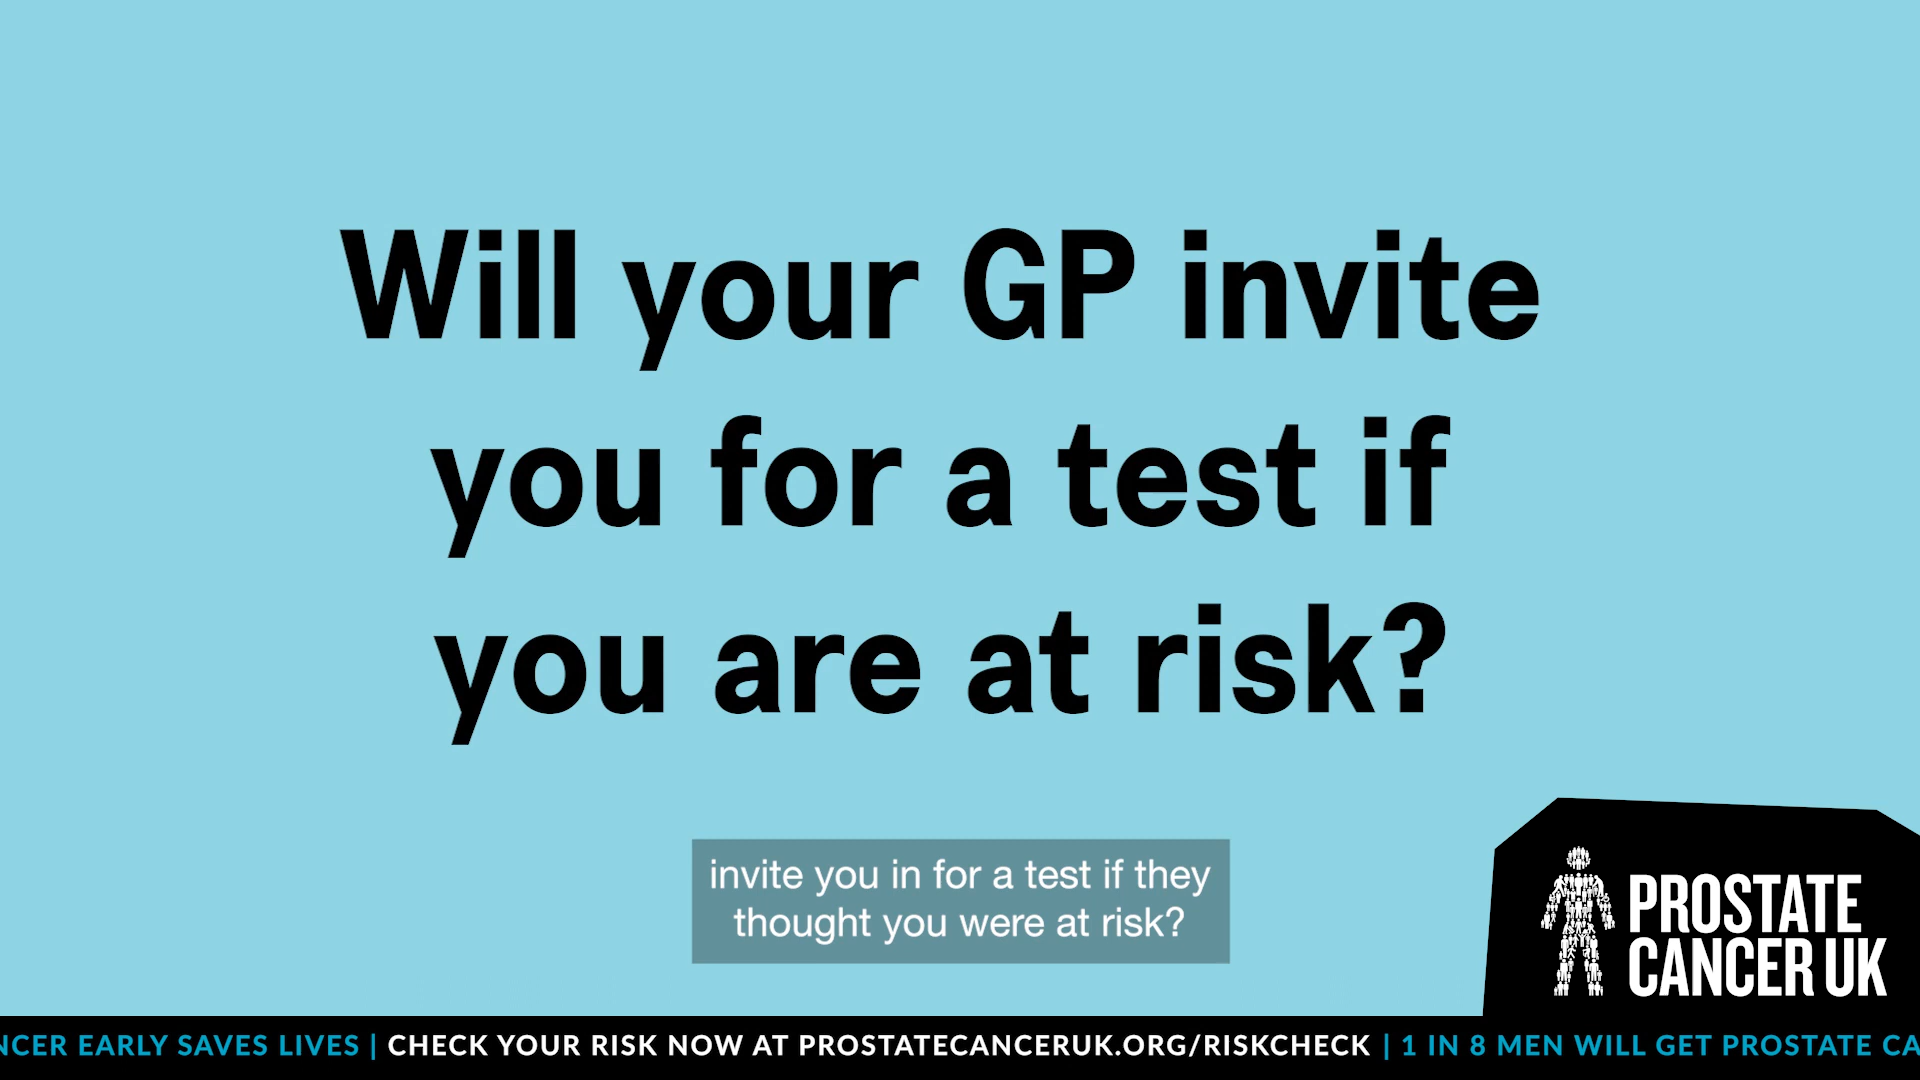 Will your GP invite
you for a test if
you are at risk?
invite you in for a test if they
thought you were at risk?
PROSTATE
CANCER UK
NCER EARLY SAVES LIVES | CHECK YOUR RISK NOW AT PROSTATECANCERUK.ORG/RISKCHECK | 1 IN 8 MEN WILL GET PROSTATE CA